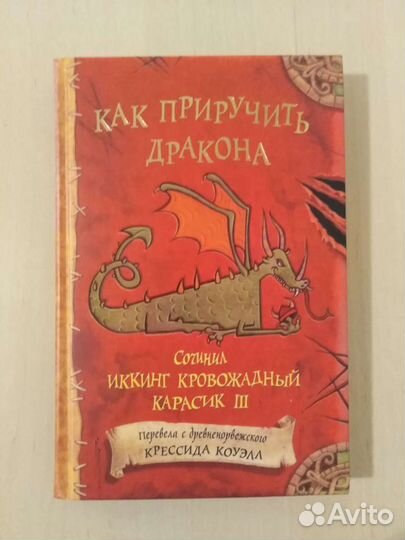 КАК ПРИРУЧИТЬ
ДРАКОНА
Сочинил
ИККИНГ КРОВОЖАДНЫЙ
КАРАСИК III
Перевела с древненорвежского
КРЕССИДА КОУЭЛЛ
Avito